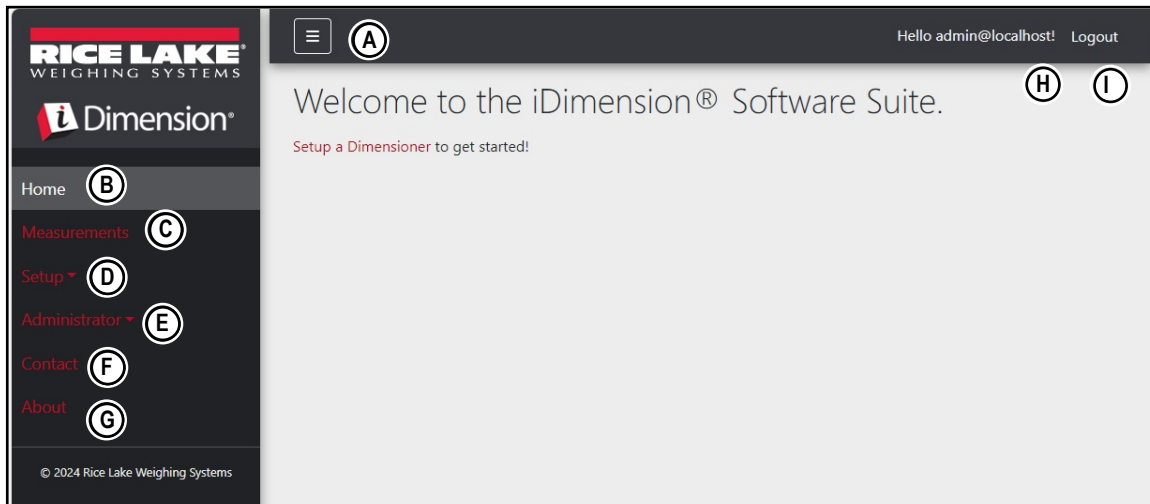 RICE LAKE®
WEIGHING SYSTEMS
iDimension®
Home B
Measurements C
Setup D
Administrator E
Contact F
About G
© 2024 Rice Lake Weighing Systems
☰ A
Hello admin@localhost! Logout
H I
Welcome to the iDimension® Software Suite.
Setup a Dimensioner to get started!